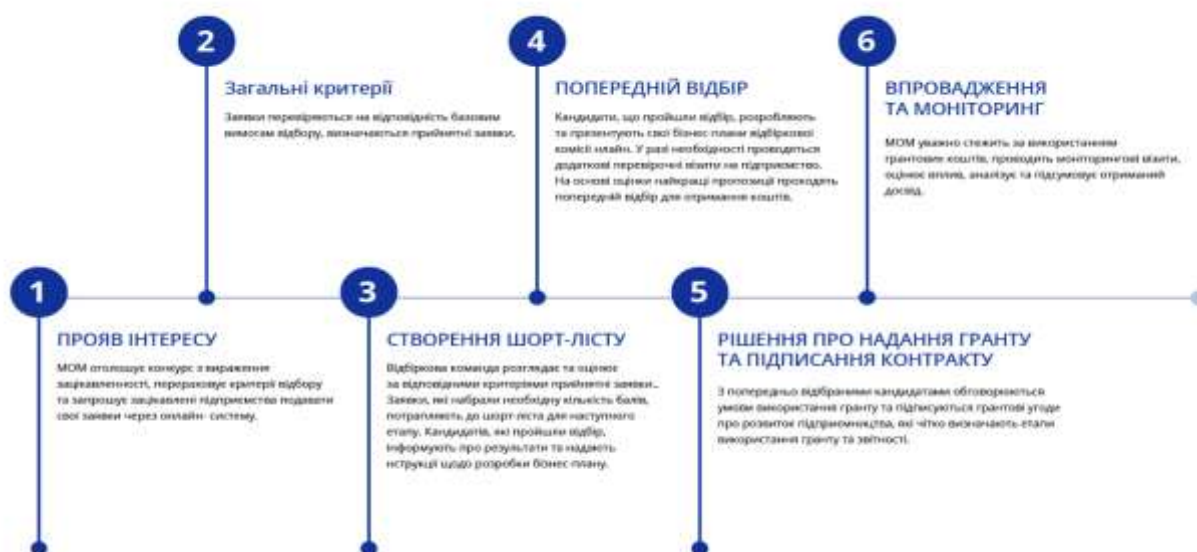 1
ПРОЯВ ІНТЕРЕСУ
МОМ оголошує конкурс з вираження
зацікавленності, перераховує критерії відбору
та запрошує зацікавлені підприємства подавати
свої заявки через онлайн- систему.
2
Загальні критерії
Заявки перевіряються на відповідність базовим
вимогам відбору, визначаються прийнятні заявки.
3
СТВОРЕННЯ ШОРТ-ЛІСТУ
Відбіркова команда розглядає та оцінює
за відповідними критеріями прийнятні заявки..
Заявки, які набрали необхідну кількість балів,
потрапляють до шорт-ліста для наступного
етапу. Кандидатів, які пройшли відбір,
інформують про результати та надають
нструкції щодо розробки бізнес-плану.
4
ПОПЕРЕДНІЙ ВІДБІР
Кандидати, що пройшли відбір, розробляють
та презентують свої бізнес-плани відбірковой
комісії нлайн. У разі необхідності проводяться
додаткові перевірочні візити на підприємство.
На основі оцінки найкращі пропозиції проходять
попередній відбір для отримання коштів.
5
РІШЕННЯ ПРО НАДАННЯ ГРАНТУ
ТА ПІДПИСАННЯ КОНТРАКТУ
З попередньо відібраними кандидатами обговорюються
умови використання гранту та підписуються грантові угоди
про розвиток підприємництва, які чітко визначають етапи
використання гранту та звітності.
6
ВПРОВАДЖЕННЯ
ТА МОНІТОРИНГ
МОМ уважно стежить за використанням
грантових коштів, проводить моніторингові візити,
оцінює вплив, аналізує та підсумовує отриманий
досвід.